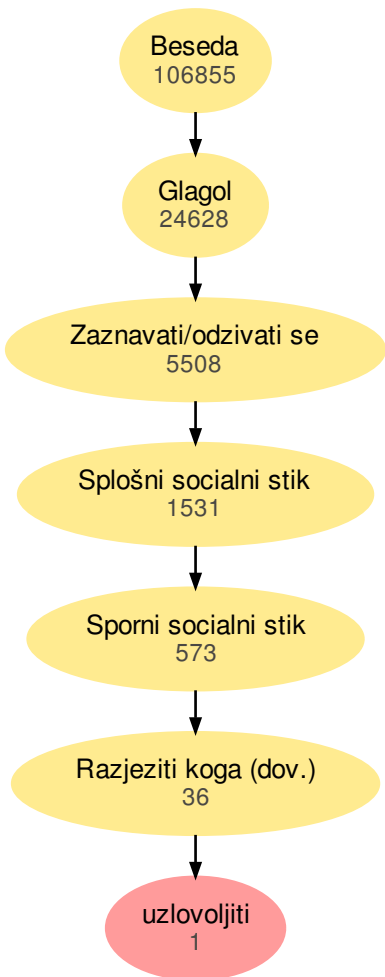 Beseda
106855
Glagol
24628
Zaznavati/odzivati se
5508
Splošni socialni stik
1531
Sporni socialni stik
573
Razjeziti koga (dov.)
36
uzlovoljiti
1